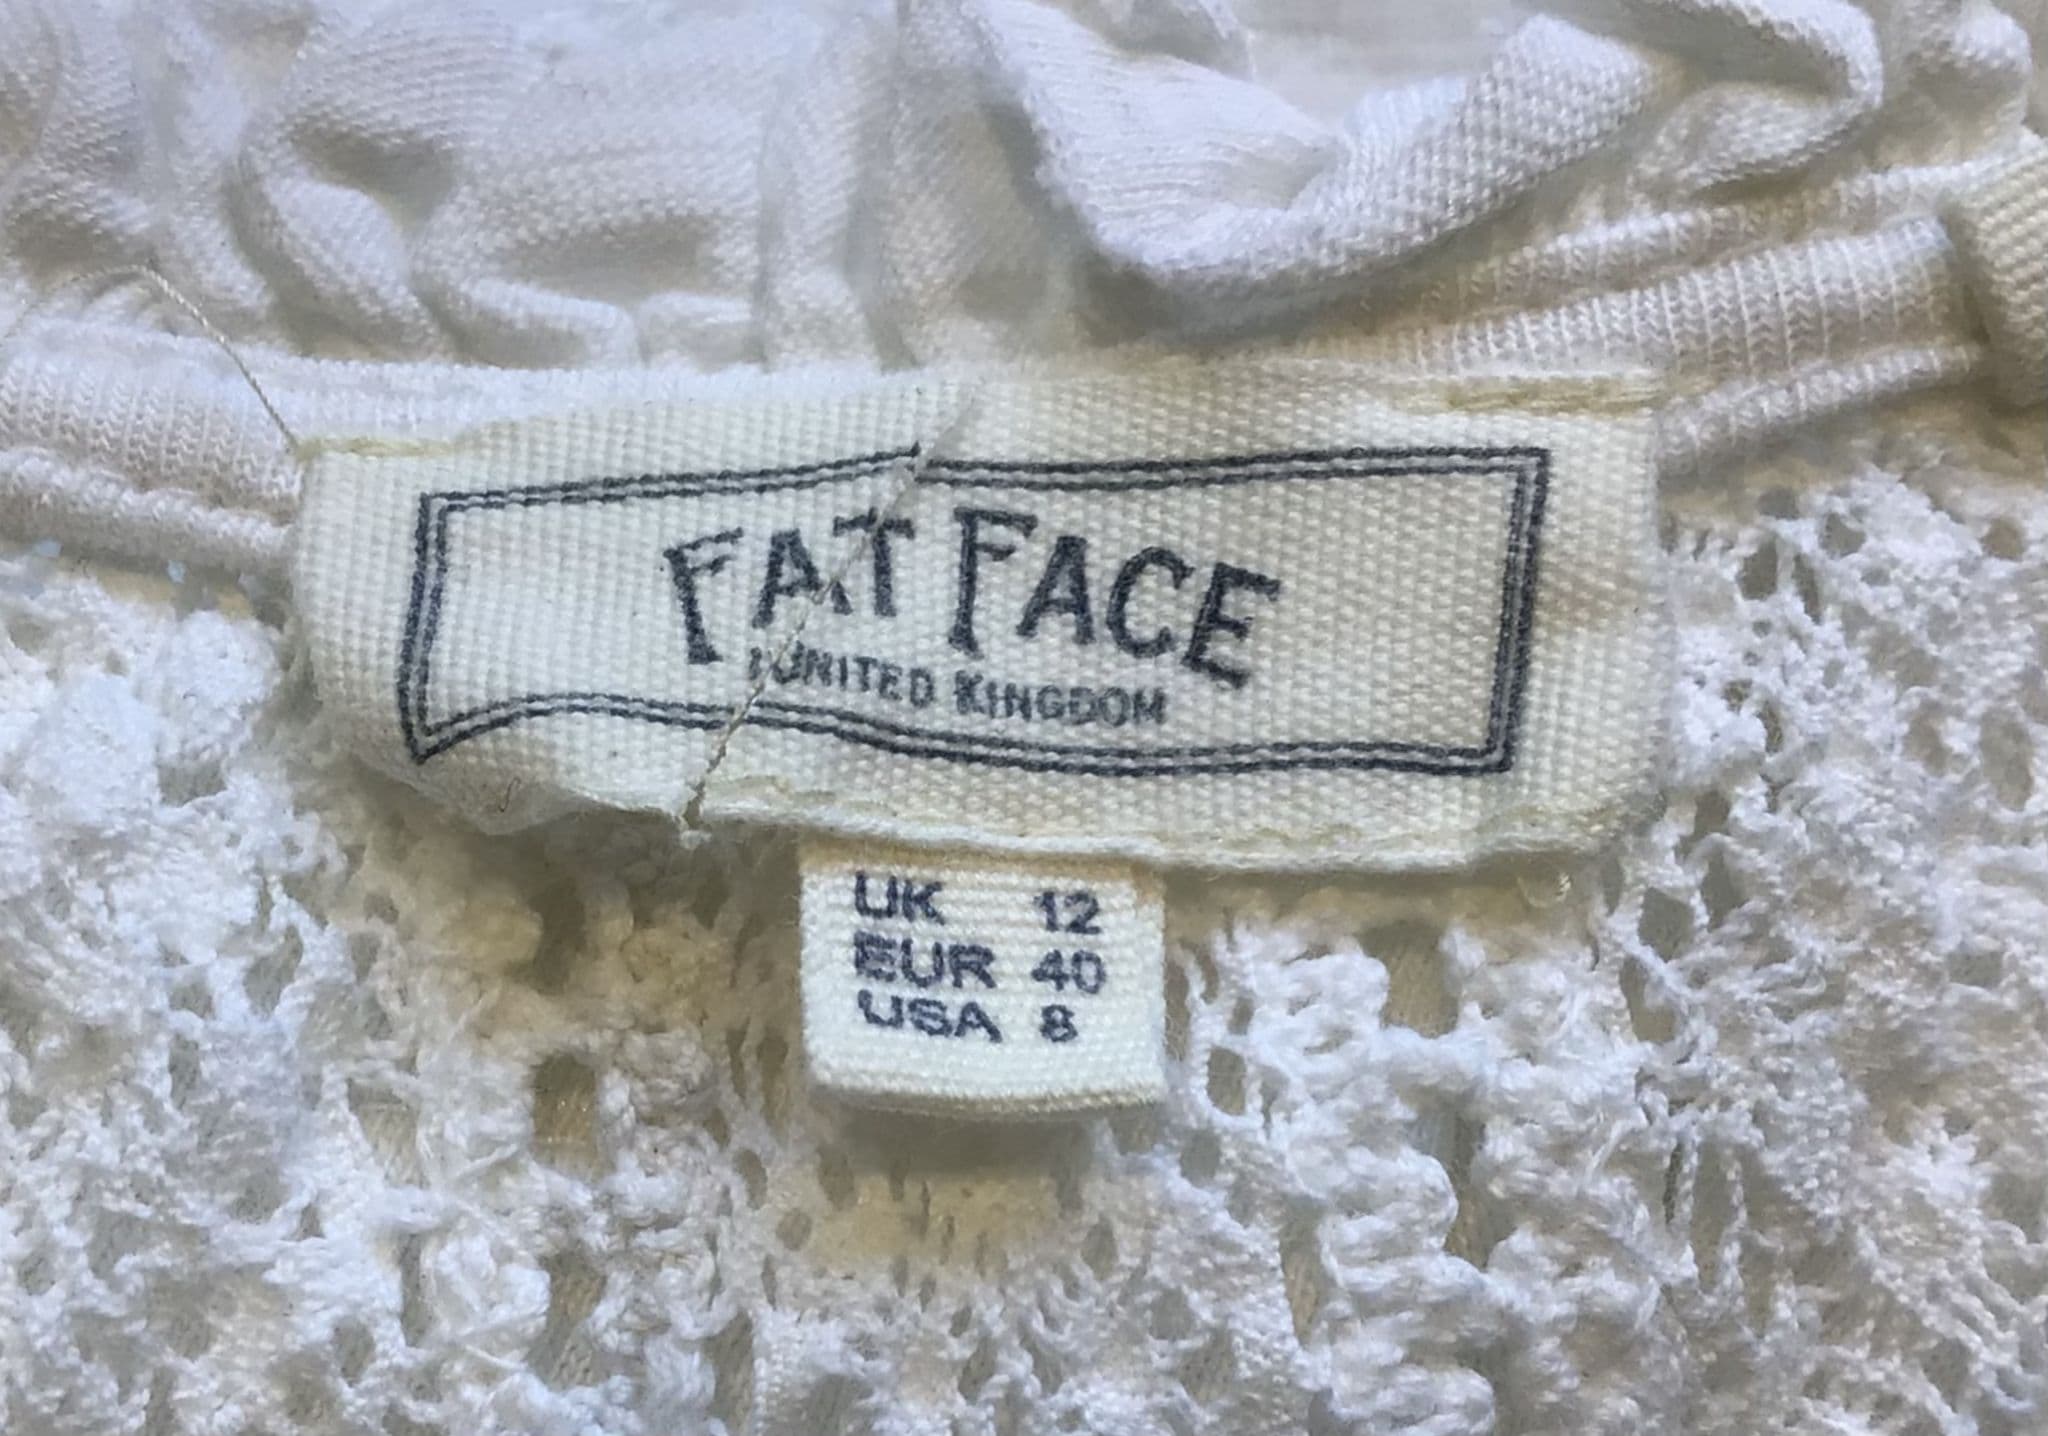 FAT FACE
UNITED KINGDOM
UK 12
EUR 40
USA 8